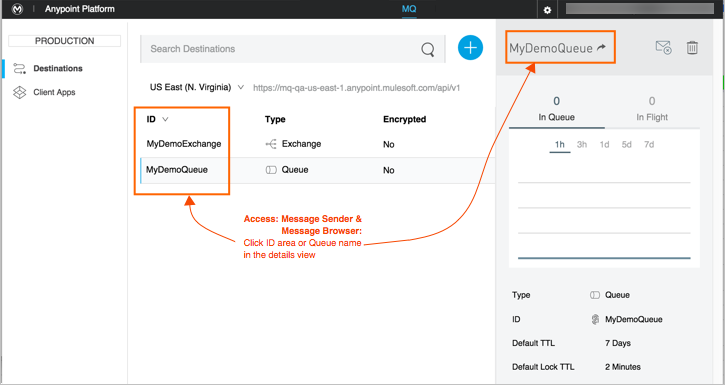 Anypoint Platform
MQ
PRODUCTION
Destinations
Client Apps
Search Destinations
US East (N. Virginia)
https://mq-qa-us-east-1.anypoint.mulesoft.com/api/v1
ID Type Encrypted
MyDemoExchange Exchange No
MyDemoQueue Queue No
Access: Message Sender &
Message Browser:
Click ID area or Queue name
in the details view
MyDemoQueue
0 0
In Queue In Flight
1h 3h 1d 5d 7d
Type Queue
ID MyDemoQueue
Default TTL 7 Days
Default Lock TTL 2 Minutes